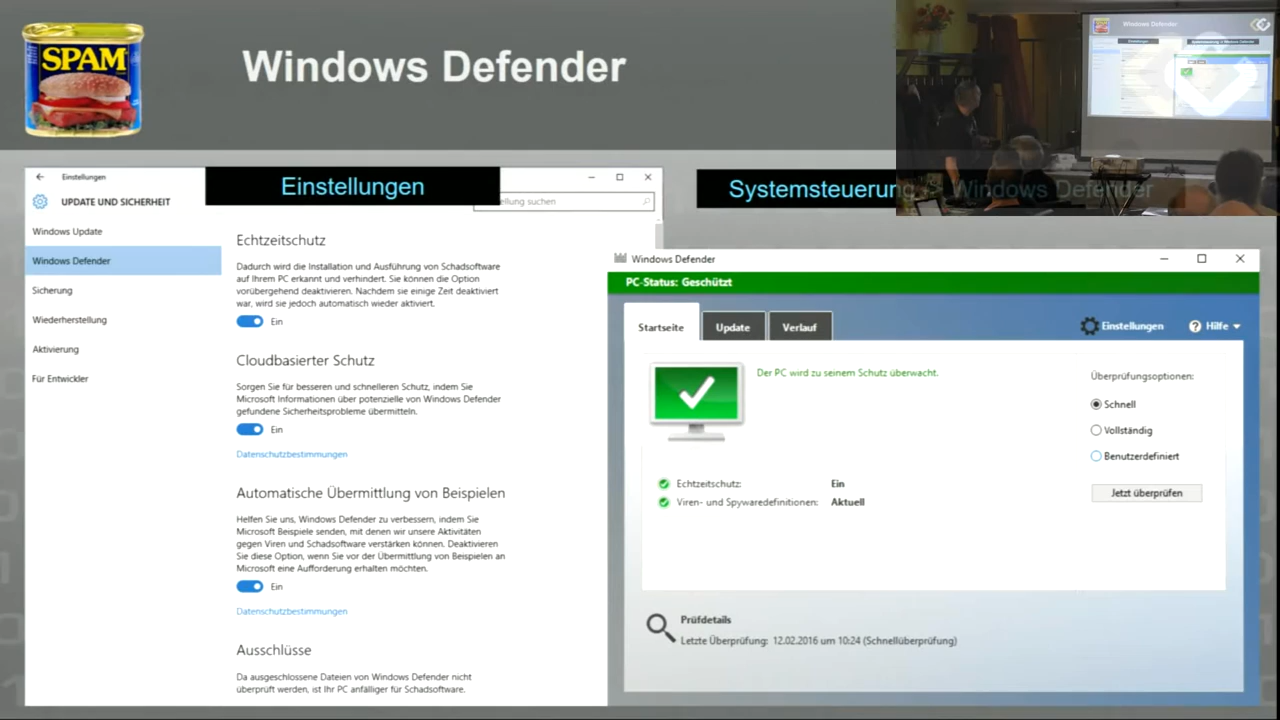 SPAM
Windows Defender
Einstellungen
Systemsteuerung > Windows Defender
Einstellungen
UPDATE UND SICHERHEIT
ellung suchen
Windows Update
Windows Defender
Sicherung
Wiederherstellung
Aktivierung
Für Entwickler
Echtzeitschutz
Dadurch wird die Installation und Ausführung von Schadsoftware
auf Ihrem PC erkannt und verhindert. Sie können die Option
vorübergehend deaktivieren. Nachdem sie einige Zeit deaktiviert
war, wird sie jedoch automatisch wieder aktiviert.
Ein
Cloudbasierter Schutz
Sorgen Sie für besseren und schnelleren Schutz, indem Sie
Microsoft Informationen über potenzielle von Windows Defender
gefundene Sicherheitsprobleme übermitteln.
Ein
Datenschutzbestimmungen
Automatische Übermittlung von Beispielen
Helfen Sie uns, Windows Defender zu verbessern, indem Sie
Microsoft Beispiele senden, mit denen wir unsere Aktivitäten
gegen Viren und Schadsoftware verstärken können. Deaktivieren
Sie diese Option, wenn Sie vor der Übermittlung von Beispielen an
Microsoft eine Aufforderung erhalten möchten.
Ein
Datenschutzbestimmungen
Ausschlüsse
Da ausgeschlossene Dateien von Windows Defender nicht
überprüft werden, ist Ihr PC anfälliger für Schadsoftware.
Windows Defender
PC-Status: Geschützt
Startseite
Update
Verlauf
Einstellungen
Hilfe
Der PC wird zu seinem Schutz überwacht.
Überprüfungsoptionen:
Schnell
Vollständig
Benutzerdefiniert
Jetzt überprüfen
Echtzeitschutz: Ein
Viren- und Spywaredefinitionen: Aktuell
Prüfdetails
Letzte Überprüfung: 12.02.2016 um 10:24 (Schnellüberprüfung)
Windows Defender